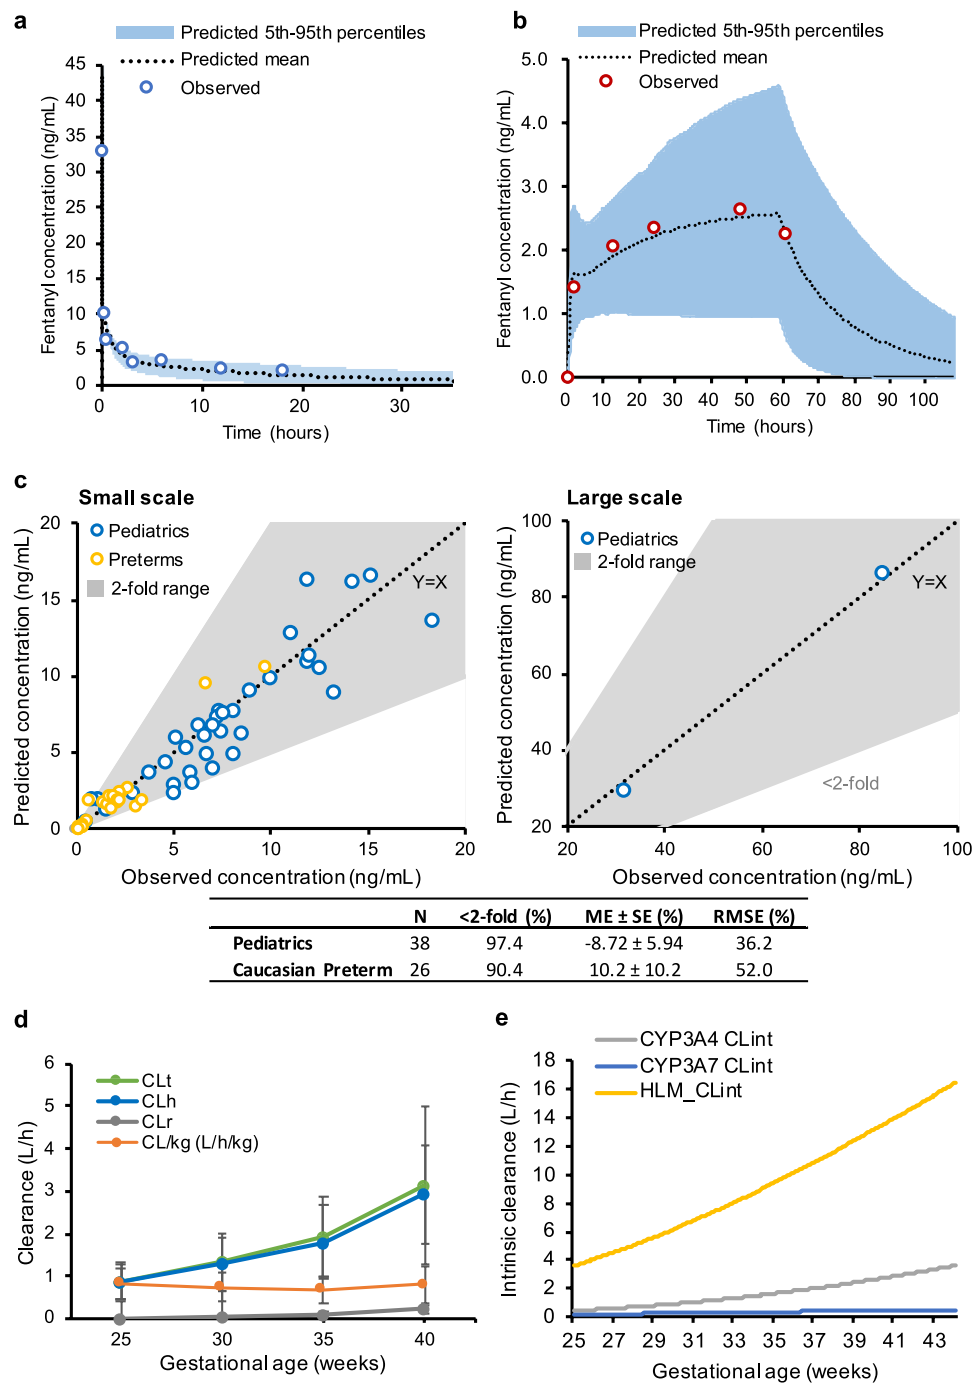 a
Predicted 5th-95th percentiles
Predicted mean
Observed
Fentanyl concentration (ng/mL)
45
40
35
30
25
20
15
10
5
0
0 10 20 30
Time (hours)
b
Predicted 5th-95th percentiles
Predicted mean
Observed
Fentanyl concentration (ng/mL)
5.0
4.0
3.0
2.0
1.0
0.0
0 10 20 30 40 50 60 70 80 90 100
Time (hours)
c
Small scale
Pediatrics
Preterms
2-fold range
Y=X
Predicted concentration (ng/mL)
20
15
10
5
0
0 5 10 15 20
Observed concentration (ng/mL)
Large scale
Pediatrics
2-fold range
Y=X
<2-fold
Predicted concentration (ng/mL)
100
80
60
40
20
20 40 60 80 100
Observed concentration (ng/mL)
N <2-fold (%) ME ± SE (%) RMSE (%)
Pediatrics 38 97.4 -8.72 ± 5.94 36.2
Caucasian Preterm 26 90.4 10.2 ± 10.2 52.0
d
CLt
CLh
CLr
CL/kg (L/h/kg)
Clearance (L/h)
6
5
4
3
2
1
0
25 30 35 40
Gestational age (weeks)
e
CYP3A4 CLint
CYP3A7 CLint
HLM_CLint
Intrinsic clearance (L/h)
18
16
14
12
10
8
6
4
2
0
25 27 29 31 33 35 37 39 41 43
Gestational age (weeks)